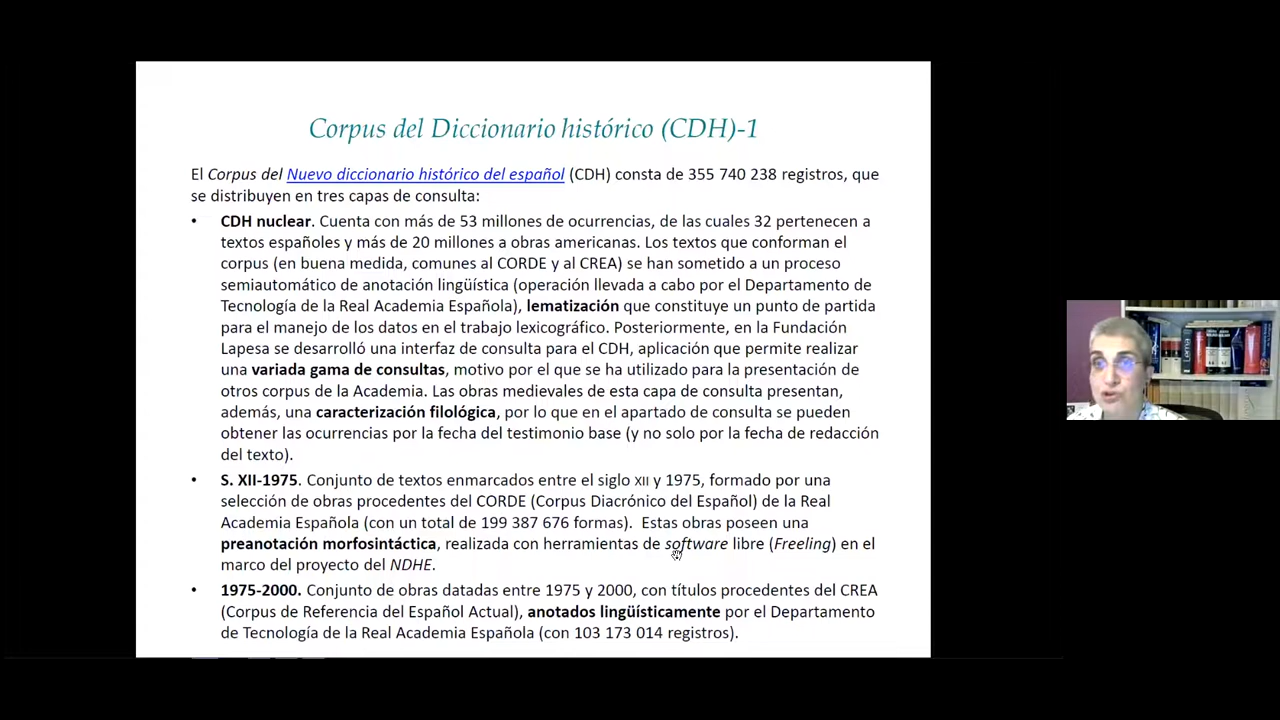 Corpus del Diccionario histórico (CDH)-1
El Corpus del Nuevo diccionario histórico del español (CDH) consta de 355 740 238 registros, que
se distribuyen en tres capas de consulta:
• CDH nuclear. Cuenta con más de 53 millones de ocurrencias, de las cuales 32 pertenecen a
textos españoles y más de 20 millones a obras americanas. Los textos que conforman el
corpus (en buena medida, comunes al CORDE y al CREA) se han sometido a un proceso
semiautomático de anotación lingüística (operación llevada a cabo por el Departamento de
Tecnología de la Real Academia Española), lematización que constituye un punto de partida
para el manejo de los datos en el trabajo lexicográfico. Posteriormente, en la Fundación
Lapesa se desarrolló una interfaz de consulta para el CDH, aplicación que permite realizar
una variada gama de consultas, motivo por el que se ha utilizado para la presentación de
otros corpus de la Academia. Las obras medievales de esta capa de consulta presentan,
además, una caracterización filológica, por lo que en el apartado de consulta se pueden
obtener las ocurrencias por la fecha del testimonio base (y no solo por la fecha de redacción
del texto).
• S. XII-1975. Conjunto de textos enmarcados entre el siglo XII y 1975, formado por una
selección de obras procedentes del CORDE (Corpus Diacrónico del Español) de la Real
Academia Española (con un total de 199 387 676 formas). Estas obras poseen una
preanotación morfosintáctica, realizada con herramientas de software libre (Freeling) en el
marco del proyecto del NDHE.
• 1975-2000. Conjunto de obras datadas entre 1975 y 2000, con títulos procedentes del CREA
(Corpus de Referencia del Español Actual), anotados lingüísticamente por el Departamento
de Tecnología de la Real Academia Española (con 103 173 014 registros).